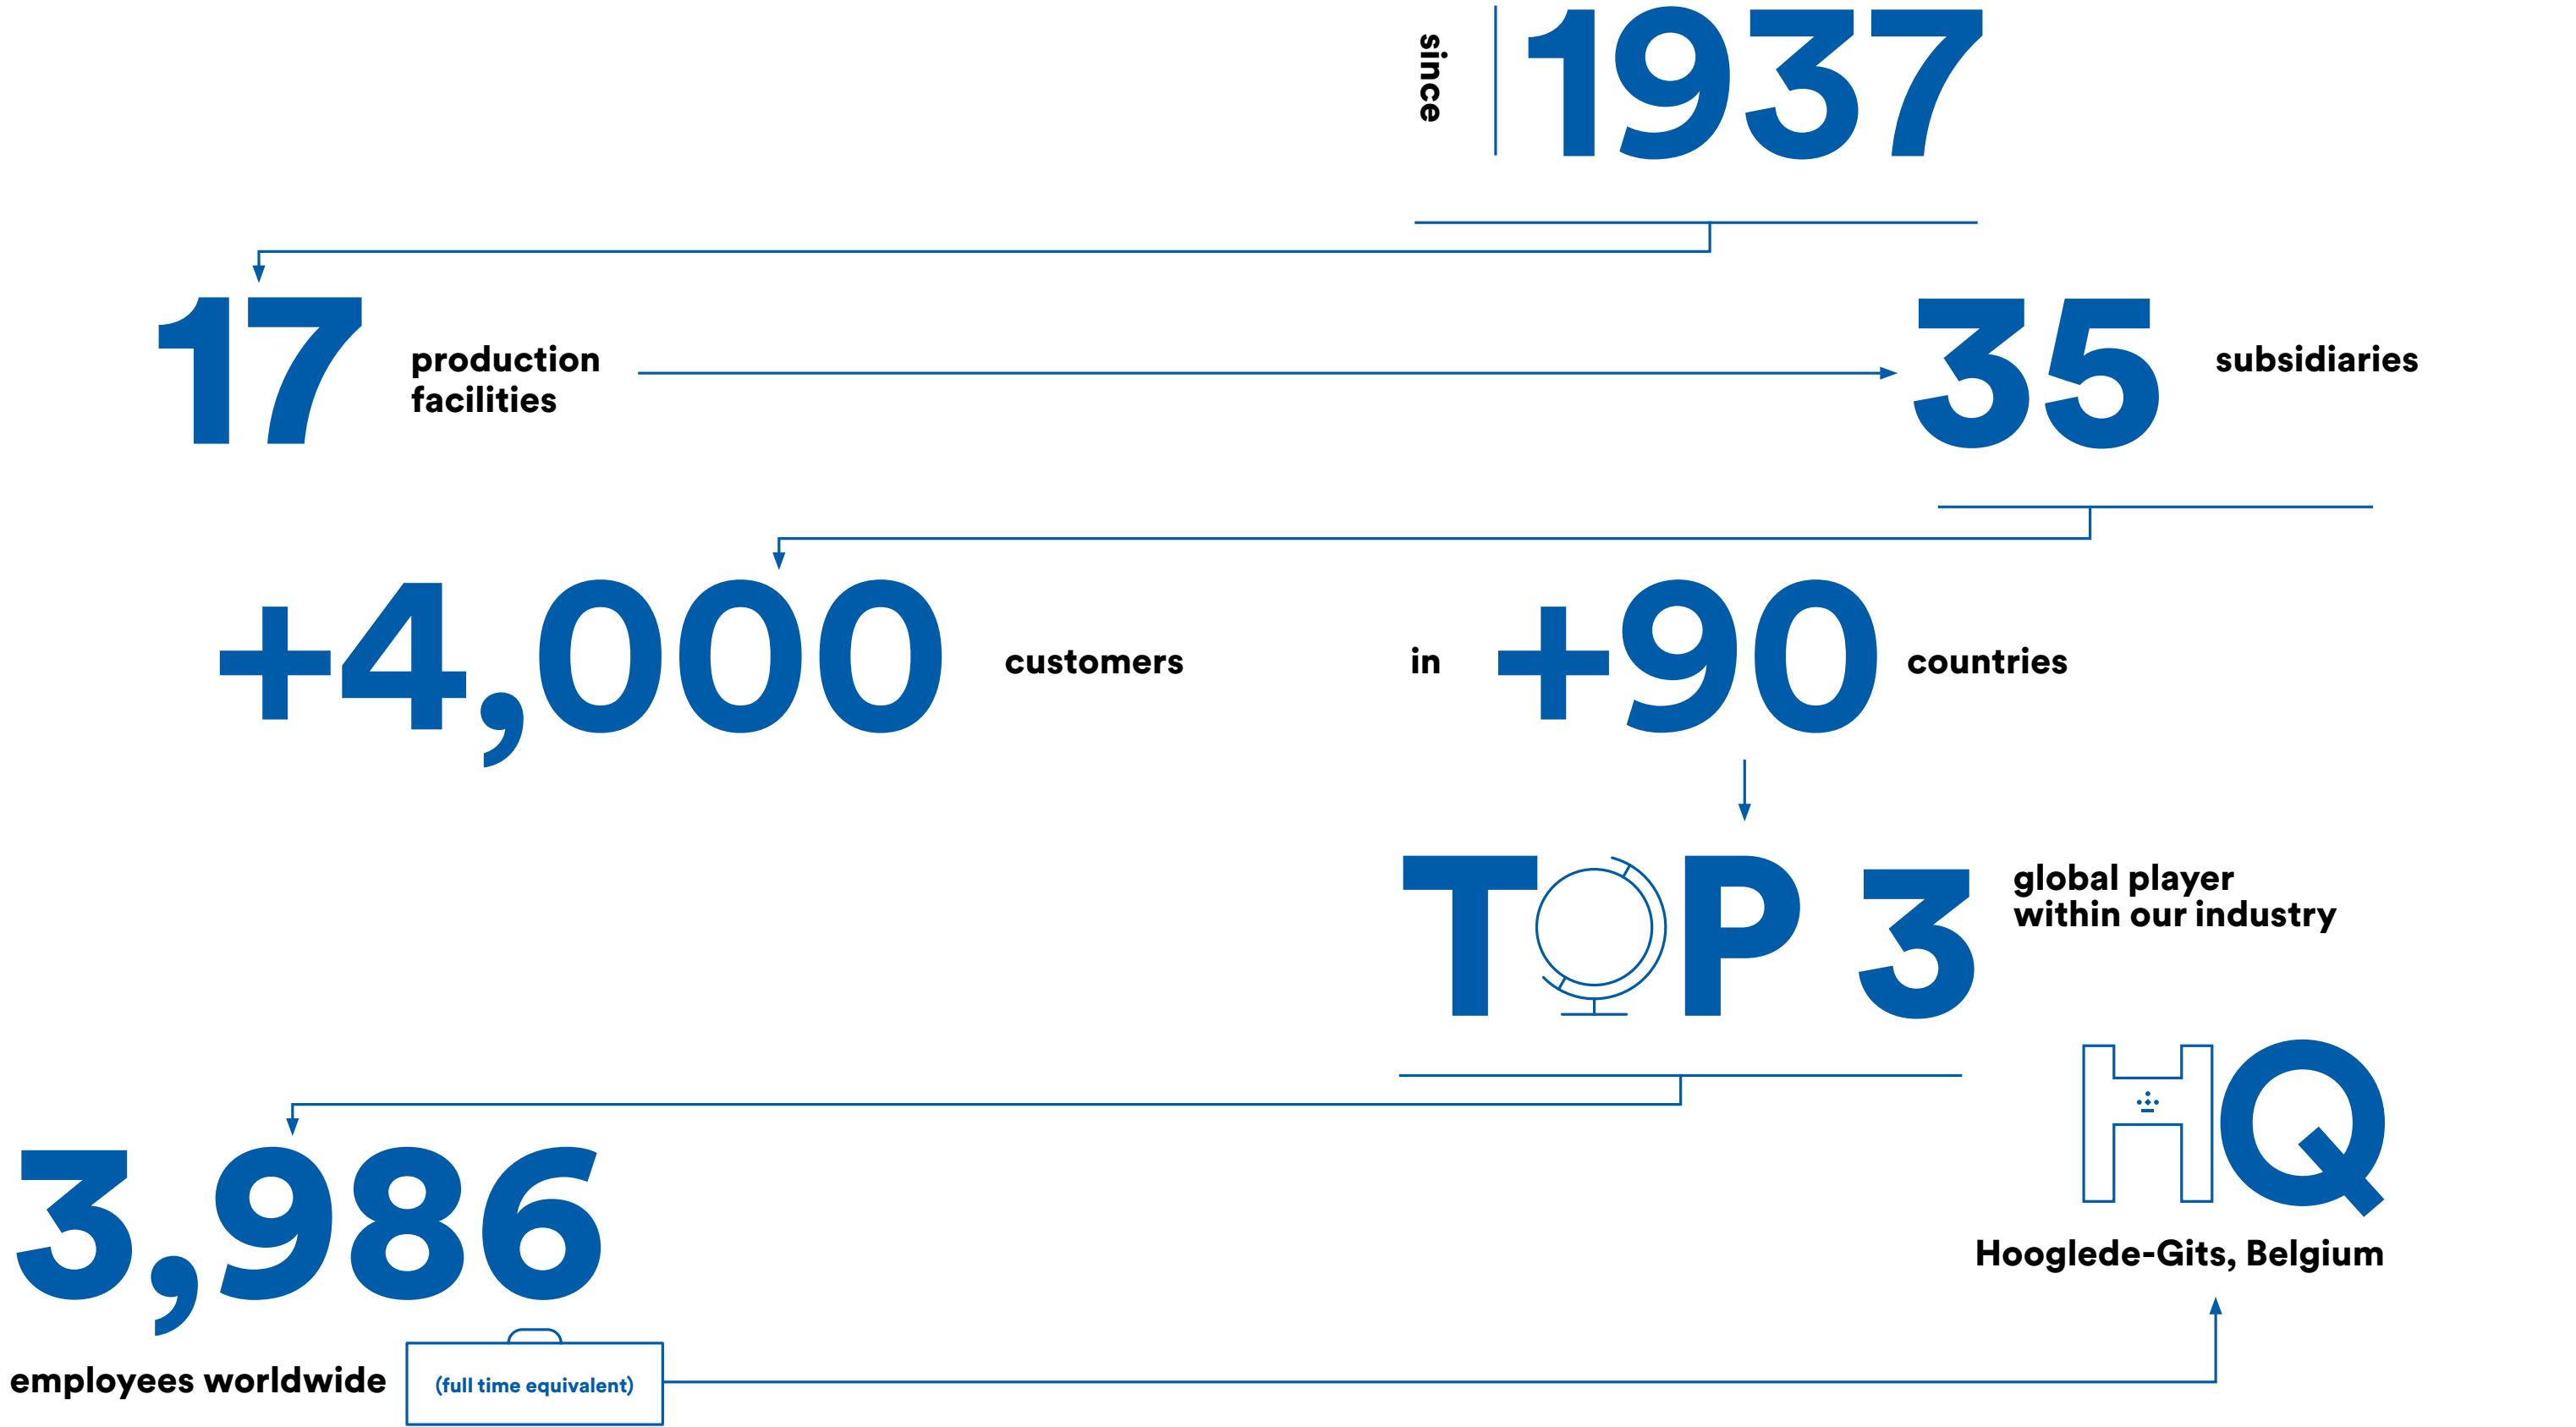 since 1937
17 production
facilities
35 subsidiaries
+4,000 customers in +90 countries
TOP 3 global player
within our industry
HQ
Hooglede-Gits, Belgium
3,986
employees worldwide (full time equivalent)